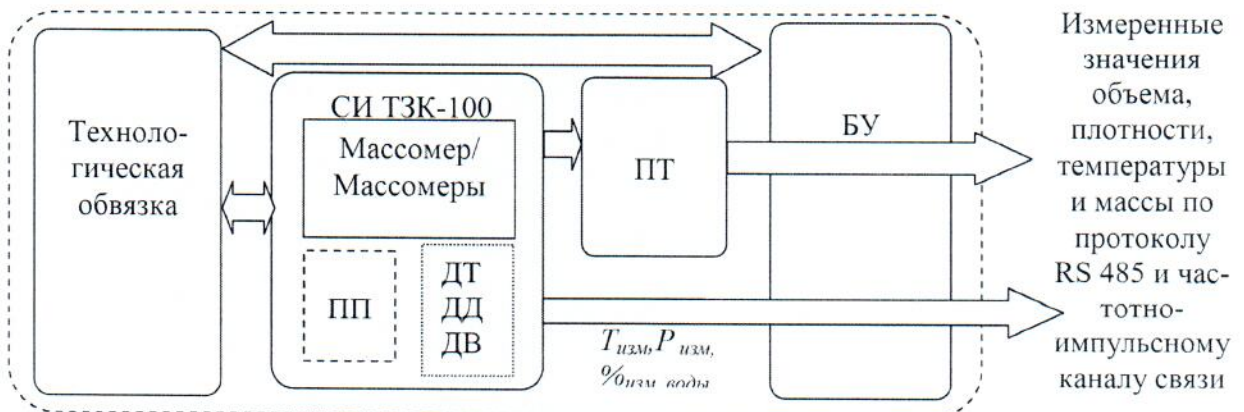 Техноло-
гическая
обвязка
СИ ТЗК-100
Массомер/
Массомеры
ПП
ДТ
ДД
ДВ
ПТ
БУ
Tизм, P изм,
%изм. воды
Измеренные
значения
объема,
плотности,
температуры
и массы по
протоколу
RS 485 и час-
тотно-
импульсному
каналу связи